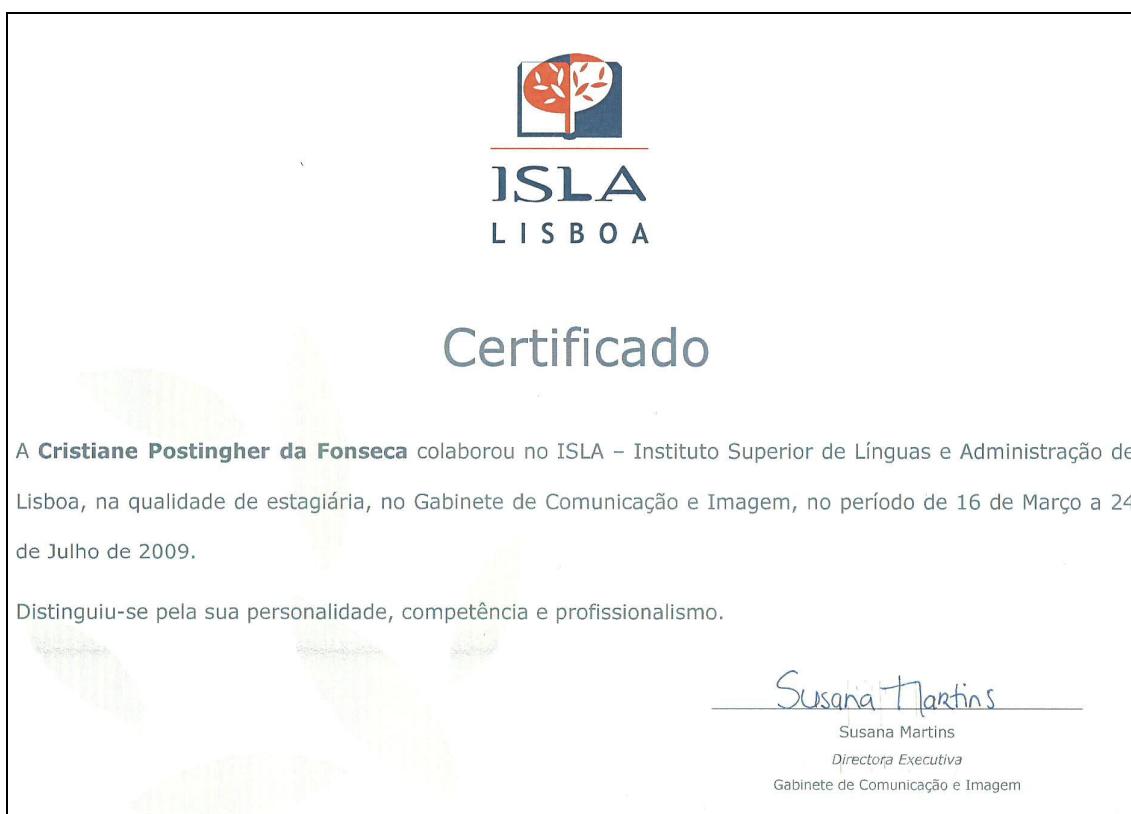 ISLA
LISBOA
Certificado
A Cristiane Postingher da Fonseca colaborou no ISLA – Instituto Superior de Línguas e Administração de
Lisboa, na qualidade de estagiária, no Gabinete de Comunicação e Imagem, no período de 16 de Março a 24
de Julho de 2009.
Distinguiu-se pela sua personalidade, competência e profissionalismo.
Susana Martins
Susana Martins
Directora Executiva
Gabinete de Comunicação e Imagem